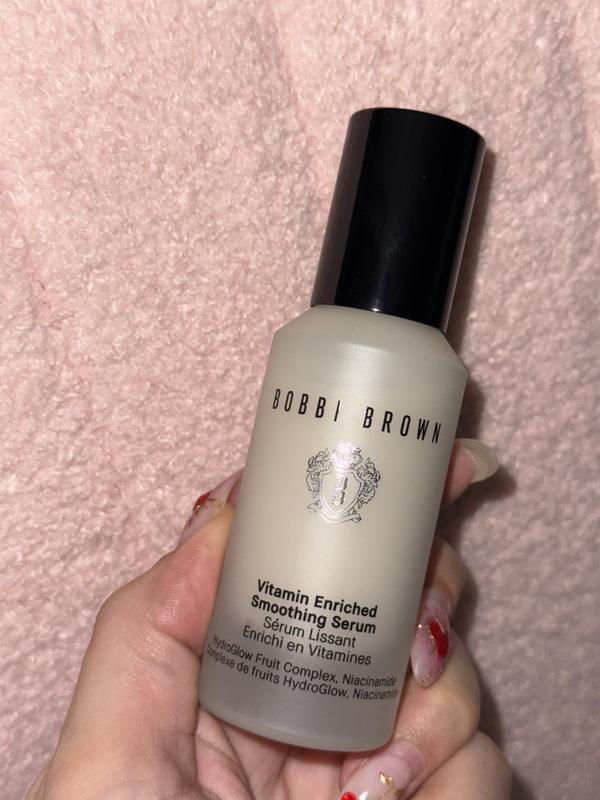 BOBBI BROWN
Vitamin Enriched
Smoothing Serum
Sérum Lissant
Enrichi en Vitamines
HydroGlow Fruit Complex, Niacinamide
Complexe de fruits HydroGlow, Niacinamide